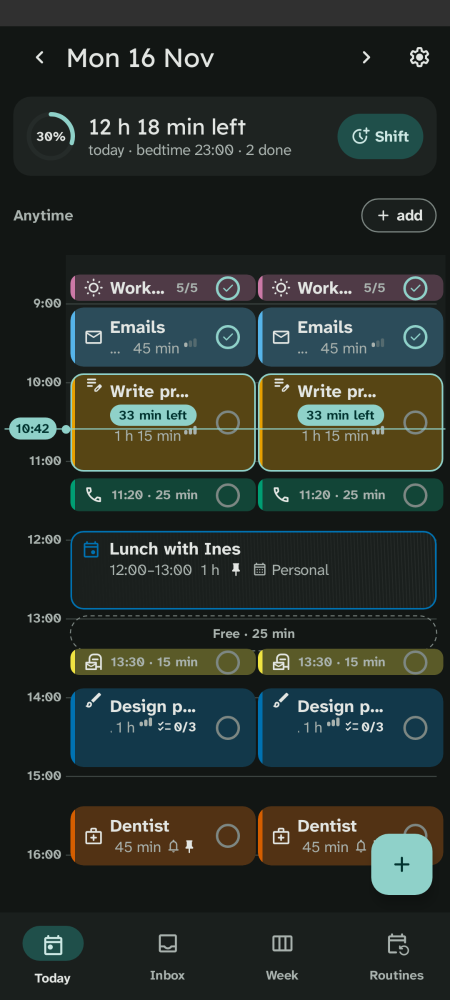 Mon 16 Nov
30%
12 h 18 min left
today · bedtime 23:00 · 2 done
Shift
Anytime
+ add
Work... 5/5
Work... 5/5
9:00
Emails
... 45 min
Emails
... 45 min
10:00
Write pr...
33 min left
1 h 15 min
Write pr...
33 min left
1 h 15 min
10:42
11:00
11:20 · 25 min
11:20 · 25 min
12:00
Lunch with Ines
12:00–13:00 1 h Personal
13:00
Free · 25 min
13:30 · 15 min
13:30 · 15 min
14:00
Design p...
. 1 h 0/3
Design p...
. 1 h 0/3
15:00
Dentist
45 min
Dentist
45 min
16:00
+
Today
Inbox
Week
Routines